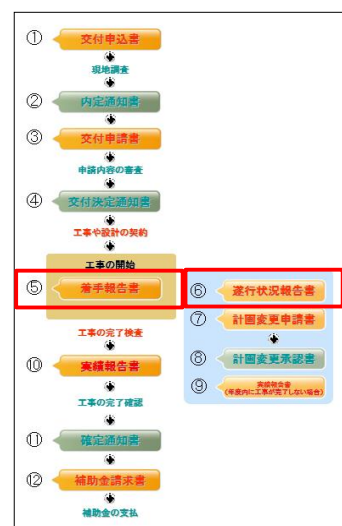 ① 交付申込書
現地調査
② 内定通知書
③ 交付申請書
申請内容の審査
④ 交付決定通知書
工事や設計の契約
工事の開始
⑤ 着手報告書
⑥ 遂行状況報告書
⑦ 計画変更申請書
⑧ 計画変更承認書
⑨ 実績報告書
(年度内に工事が完了しない場合)
工事の完了検査
⑩ 実績報告書
工事の完了確認
⑪ 確定通知書
⑫ 補助金請求書
補助金の支払